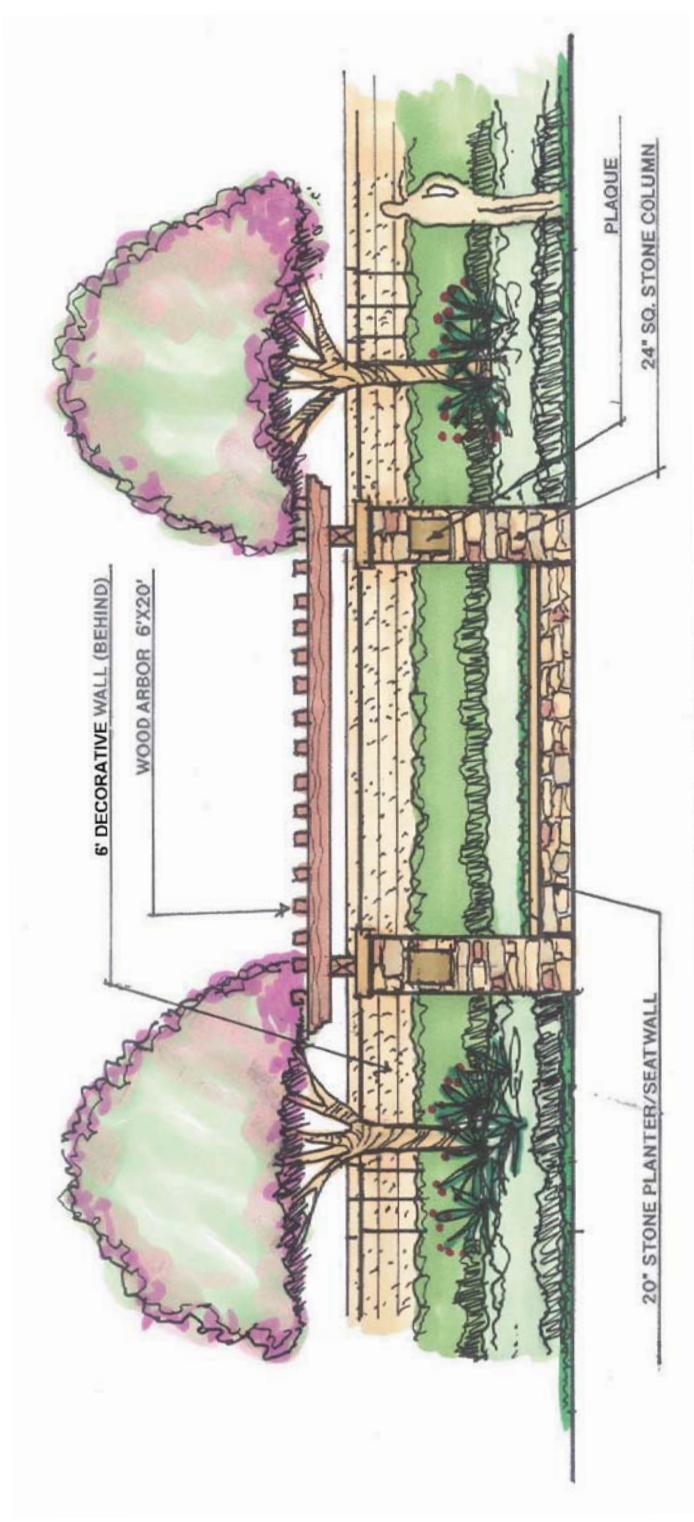 6' DECORATIVE WALL (BEHIND)
WOOD ARBOR 6'X20'
PLAQUE
24" SQ. STONE COLUMN
20" STONE PLANTER/SEATWALL